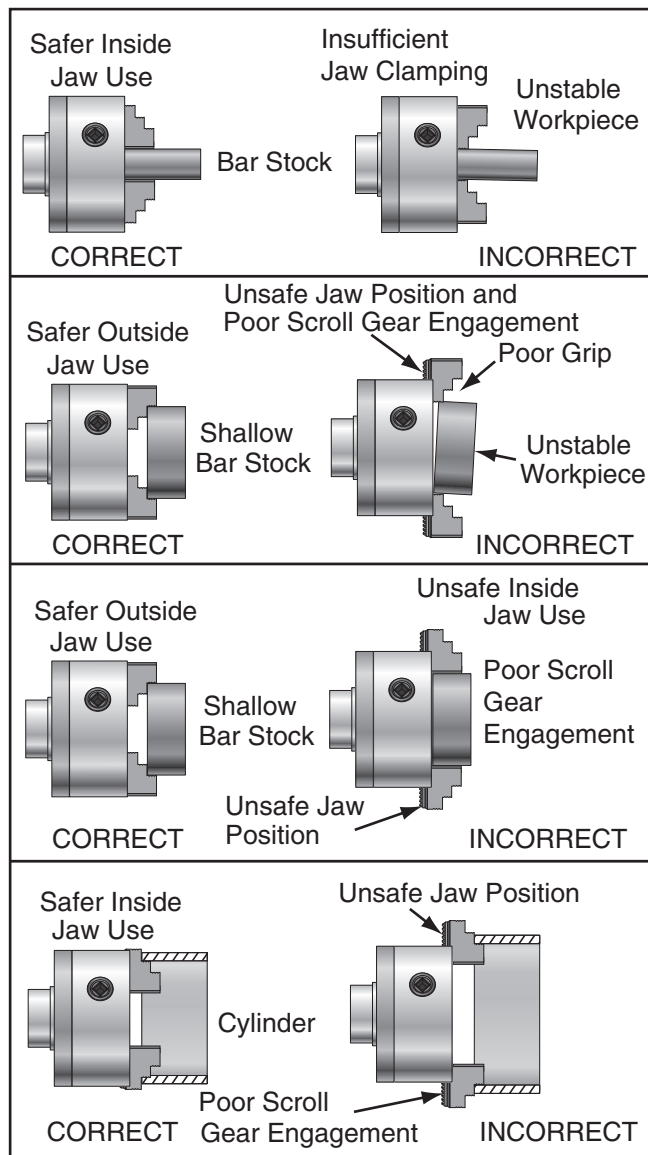 Safer Inside
Jaw Use
Bar Stock
CORRECT
Insufficient
Jaw Clamping
Unstable
Workpiece
INCORRECT
Safer Outside
Jaw Use
Shallow
Bar Stock
CORRECT
Unsafe Jaw Position and
Poor Scroll Gear Engagement
Poor Grip
Unstable
Workpiece
INCORRECT
Safer Outside
Jaw Use
Shallow
Bar Stock
CORRECT
Unsafe Inside
Jaw Use
Poor Scroll
Gear
Engagement
Unsafe Jaw
Position
INCORRECT
Safer Inside
Jaw Use
Cylinder
CORRECT
Unsafe Jaw Position
Poor Scroll
Gear Engagement
INCORRECT